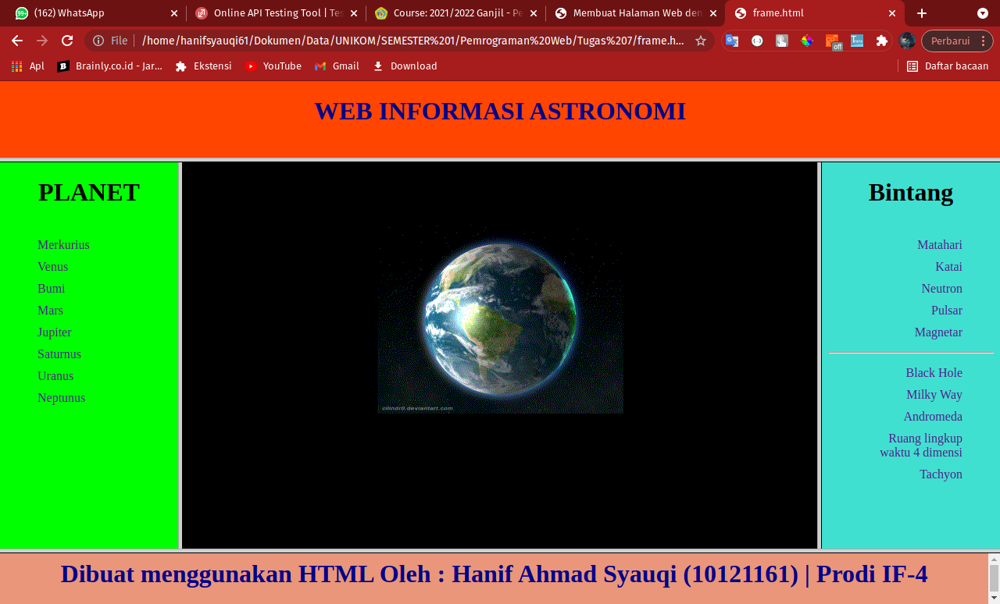 (162) WhatsApp
Online API Testing Tool | Tes
Course: 2021/2022 Ganjil - Pe
Membuat Halaman Web den
frame.html
File
/home/hanifsyauqi61/Dokumen/Data/UNIKOM/SEMESTER%201/Pemrograman%20Web/Tugas%207/frame.h...
off
Perbarui
Apl
Brainly.co.id - Jar...
Ekstensi
YouTube
Gmail
Download
Daftar bacaan
WEB INFORMASI ASTRONOMI
PLANET
Merkurius
Venus
Bumi
Mars
Jupiter
Saturnus
Uranus
Neptunus
cilindr0.deviantart.com
Bintang
Matahari
Katai
Neutron
Pulsar
Magnetar
Black Hole
Milky Way
Andromeda
Ruang lingkup
waktu 4 dimensi
Tachyon
Dibuat menggunakan HTML Oleh : Hanif Ahmad Syauqi (10121161) | Prodi IF-4